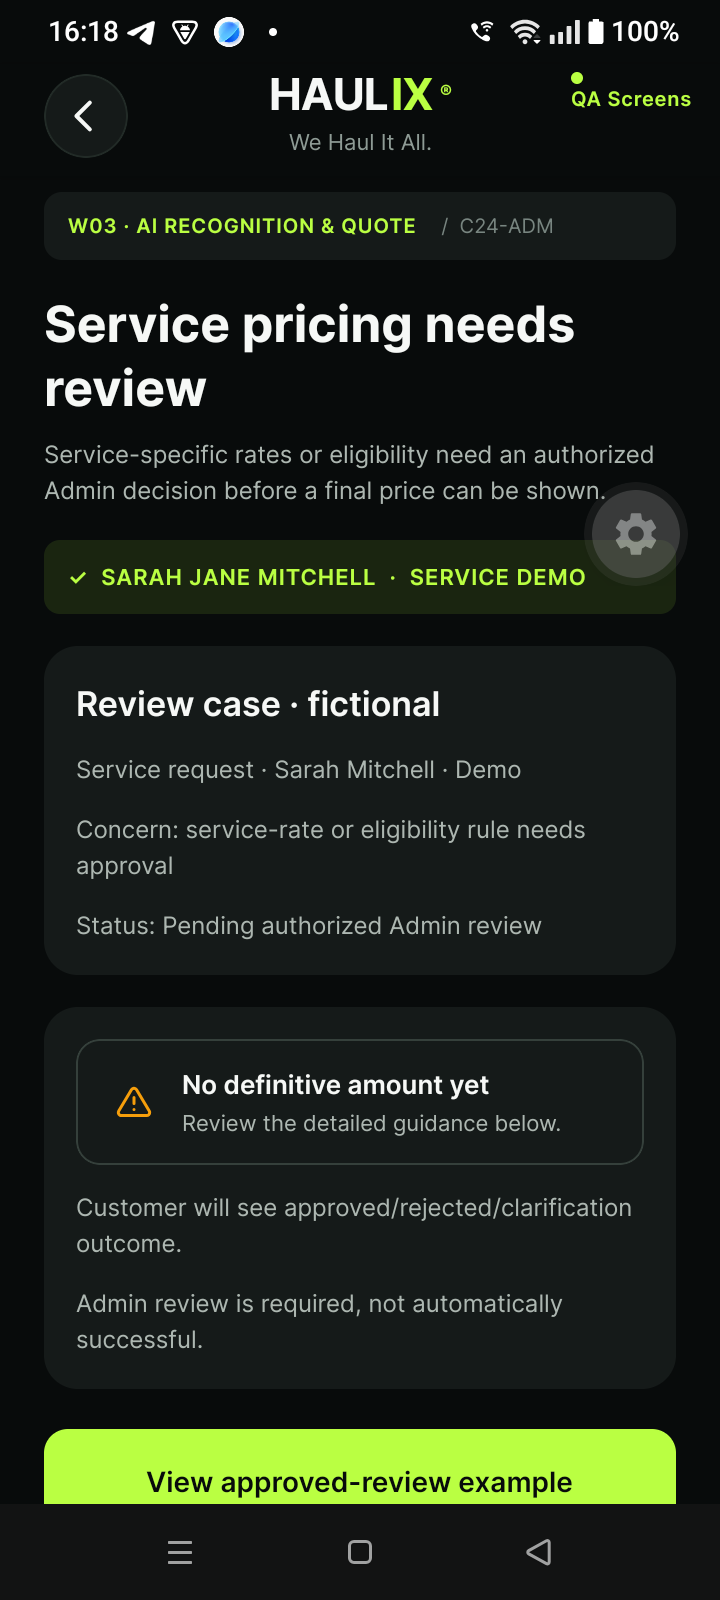 16:18
100%
HAULIX ®
QA Screens
We Haul It All.
W03 · AI RECOGNITION & QUOTE / C24-ADM
Service pricing needs
review
Service-specific rates or eligibility need an authorized
Admin decision before a final price can be shown.
✓ SARAH JANE MITCHELL · SERVICE DEMO
Review case · fictional
Service request · Sarah Mitchell · Demo
Concern: service-rate or eligibility rule needs
approval
Status: Pending authorized Admin review
No definitive amount yet
Review the detailed guidance below.
Customer will see approved/rejected/clarification
outcome.
Admin review is required, not automatically
successful.
View approved-review example